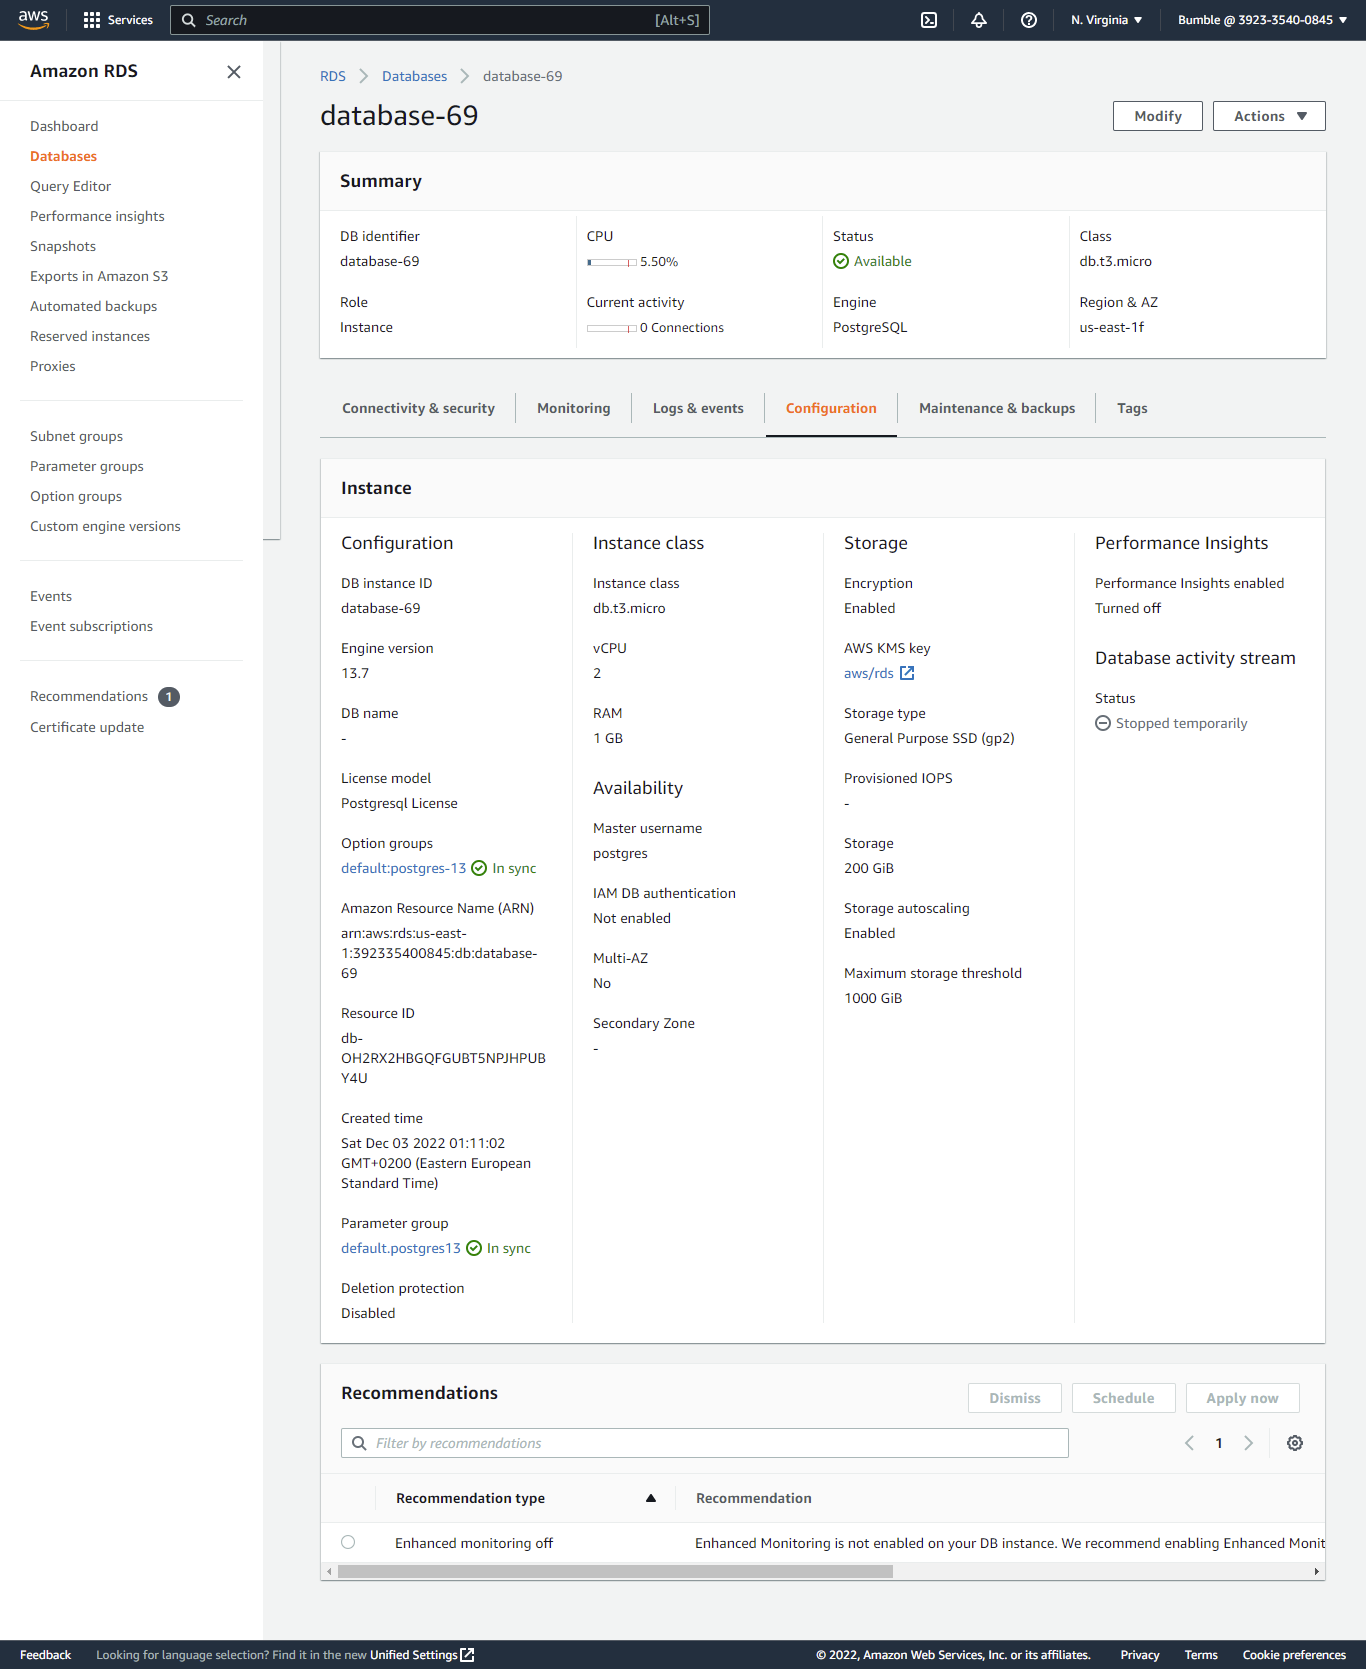 aws
Services
Search
[Alt+S]
N. Virginia
Bumble @ 3923-3540-0845
Amazon RDS
Dashboard
Databases
Query Editor
Performance insights
Snapshots
Exports in Amazon S3
Automated backups
Reserved instances
Proxies
Subnet groups
Parameter groups
Option groups
Custom engine versions
Events
Event subscriptions
Recommendations 1
Certificate update
RDS > Databases > database-69
database-69
Modify
Actions
Summary
DB identifier
database-69
CPU
5.50%
Status
Available
Class
db.t3.micro
Role
Instance
Current activity
0 Connections
Engine
PostgreSQL
Region & AZ
us-east-1f
Connectivity & security
Monitoring
Logs & events
Configuration
Maintenance & backups
Tags
Instance
Configuration
DB instance ID
database-69
Engine version
13.7
DB name
-
License model
Postgresql License
Option groups
default:postgres-13 In sync
Amazon Resource Name (ARN)
arn:aws:rds:us-east-
1:392335400845:db:database-
69
Resource ID
db-
OH2RX2HBGQFGUBT5NPJHPUB
Y4U
Created time
Sat Dec 03 2022 01:11:02
GMT+0200 (Eastern European
Standard Time)
Parameter group
default.postgres13 In sync
Deletion protection
Disabled
Instance class
Instance class
db.t3.micro
vCPU
2
RAM
1 GB
Availability
Master username
postgres
IAM DB authentication
Not enabled
Multi-AZ
No
Secondary Zone
-
Storage
Encryption
Enabled
AWS KMS key
aws/rds
Storage type
General Purpose SSD (gp2)
Provisioned IOPS
-
Storage
200 GiB
Storage autoscaling
Enabled
Maximum storage threshold
1000 GiB
Performance Insights
Performance Insights enabled
Turned off
Database activity stream
Status
Stopped temporarily
Recommendations
Dismiss
Schedule
Apply now
Filter by recommendations
1
Recommendation type
Recommendation
Enhanced monitoring off
Enhanced Monitoring is not enabled on your DB instance. We recommend enabling Enhanced Monit
Feedback
Looking for language selection? Find it in the new Unified Settings
© 2022, Amazon Web Services, Inc. or its affiliates.
Privacy
Terms
Cookie preferences